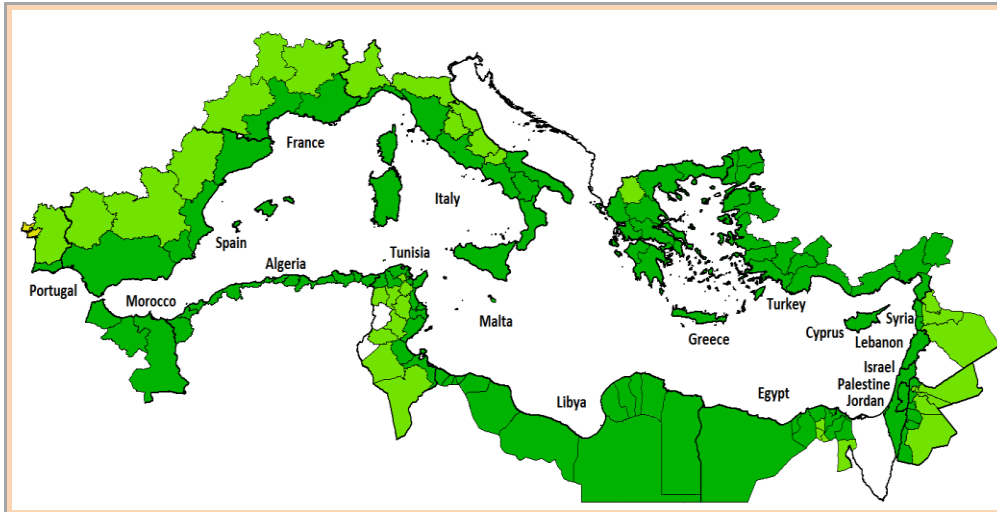 France
Italy
Spain
Algeria
Tunisia
Portugal
Morocco
Malta
Greece
Turkey
Cyprus
Syria
Lebanon
Israel
Palestine
Jordan
Libya
Egypt